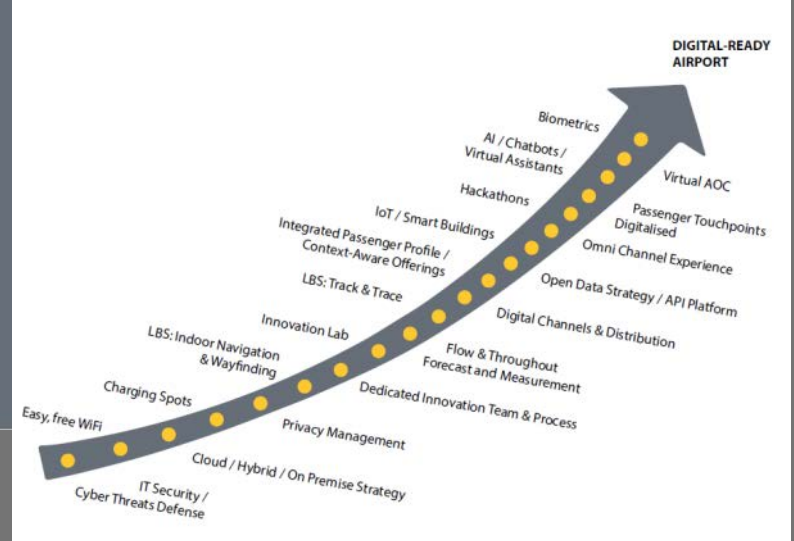 DIGITAL-READY
AIRPORT
Biometrics
AI / Chatbots /
Virtual Assistants
Hackathons
IoT / Smart Buildings
Integrated Passenger Profile /
Context-Aware Offerings
LBS: Track & Trace
Innovation Lab
LBS: Indoor Navigation
& Wayfinding
Charging Spots
Easy, free WiFi
Virtual AOC
Passenger Touchpoints
Digitalised
Omni Channel Experience
Open Data Strategy / API Platform
Digital Channels & Distribution
Flow & Throughout
Forecast and Measurement
Dedicated Innovation Team & Process
Privacy Management
Cloud / Hybrid / On Premise Strategy
IT Security /
Cyber Threats Defense